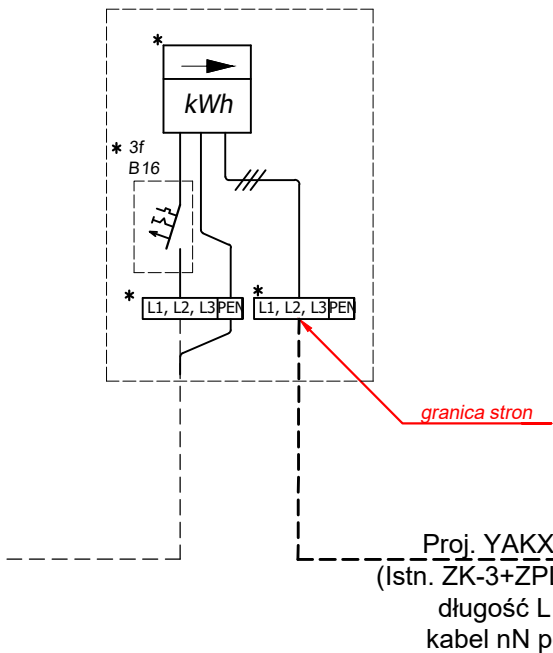 *
kWh
* 3f
B16
* L1, L2, L3 PEN
* L1, L2, L3 PEN
granica stron
Proj. YAKX
(Istn. ZK-3+ZPI
długość L
kabel nN p